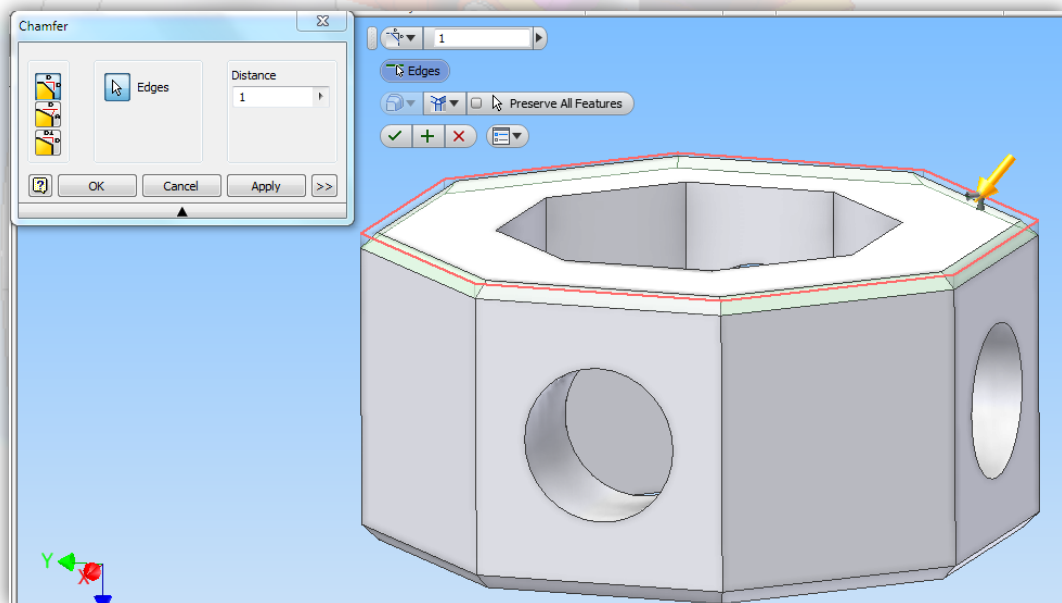 Chamfer
Edges
Distance
1
OK
Cancel
Apply
>>
1
Edges
Preserve All Features
Y
X